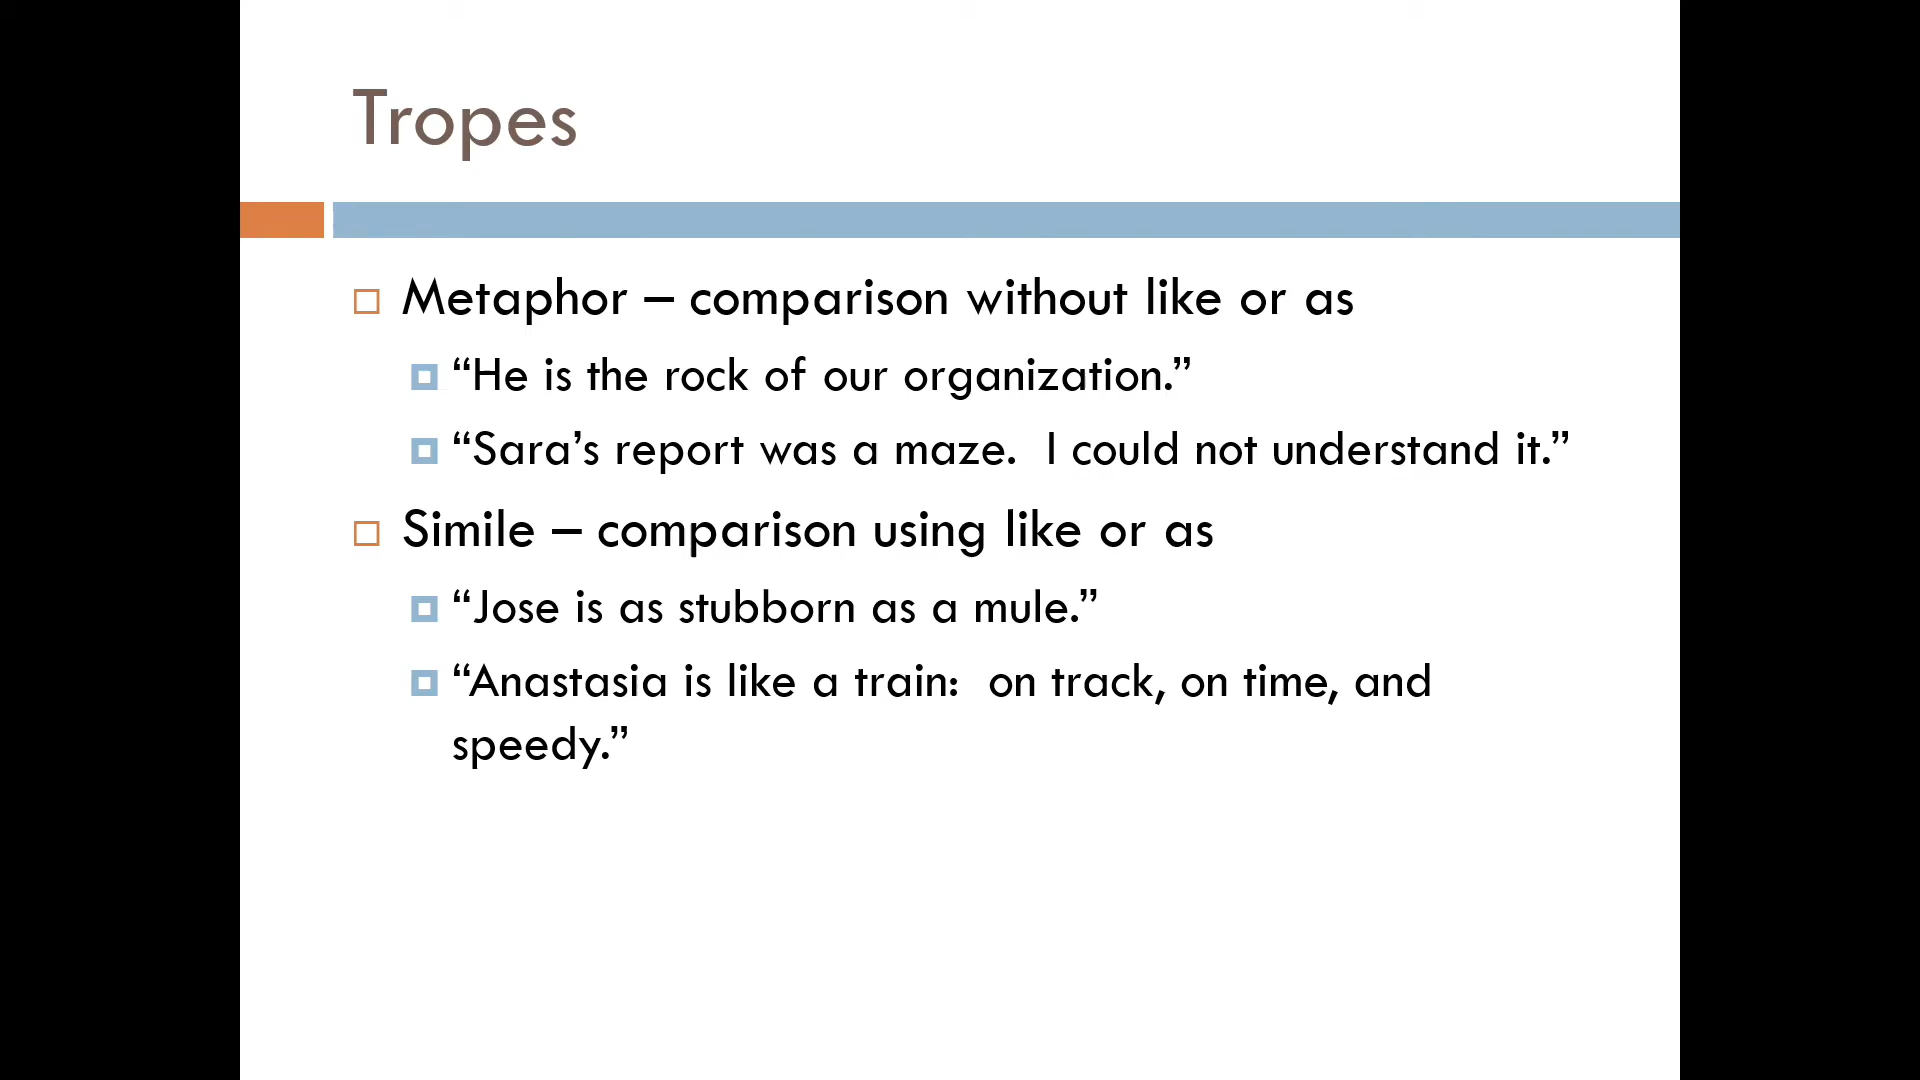 Tropes
Metaphor – comparison without like or as
“He is the rock of our organization.”
“Sara’s report was a maze.  I could not understand it.”
Simile – comparison using like or as
“Jose is as stubborn as a mule.”
“Anastasia is like a train:  on track, on time, and
speedy.”